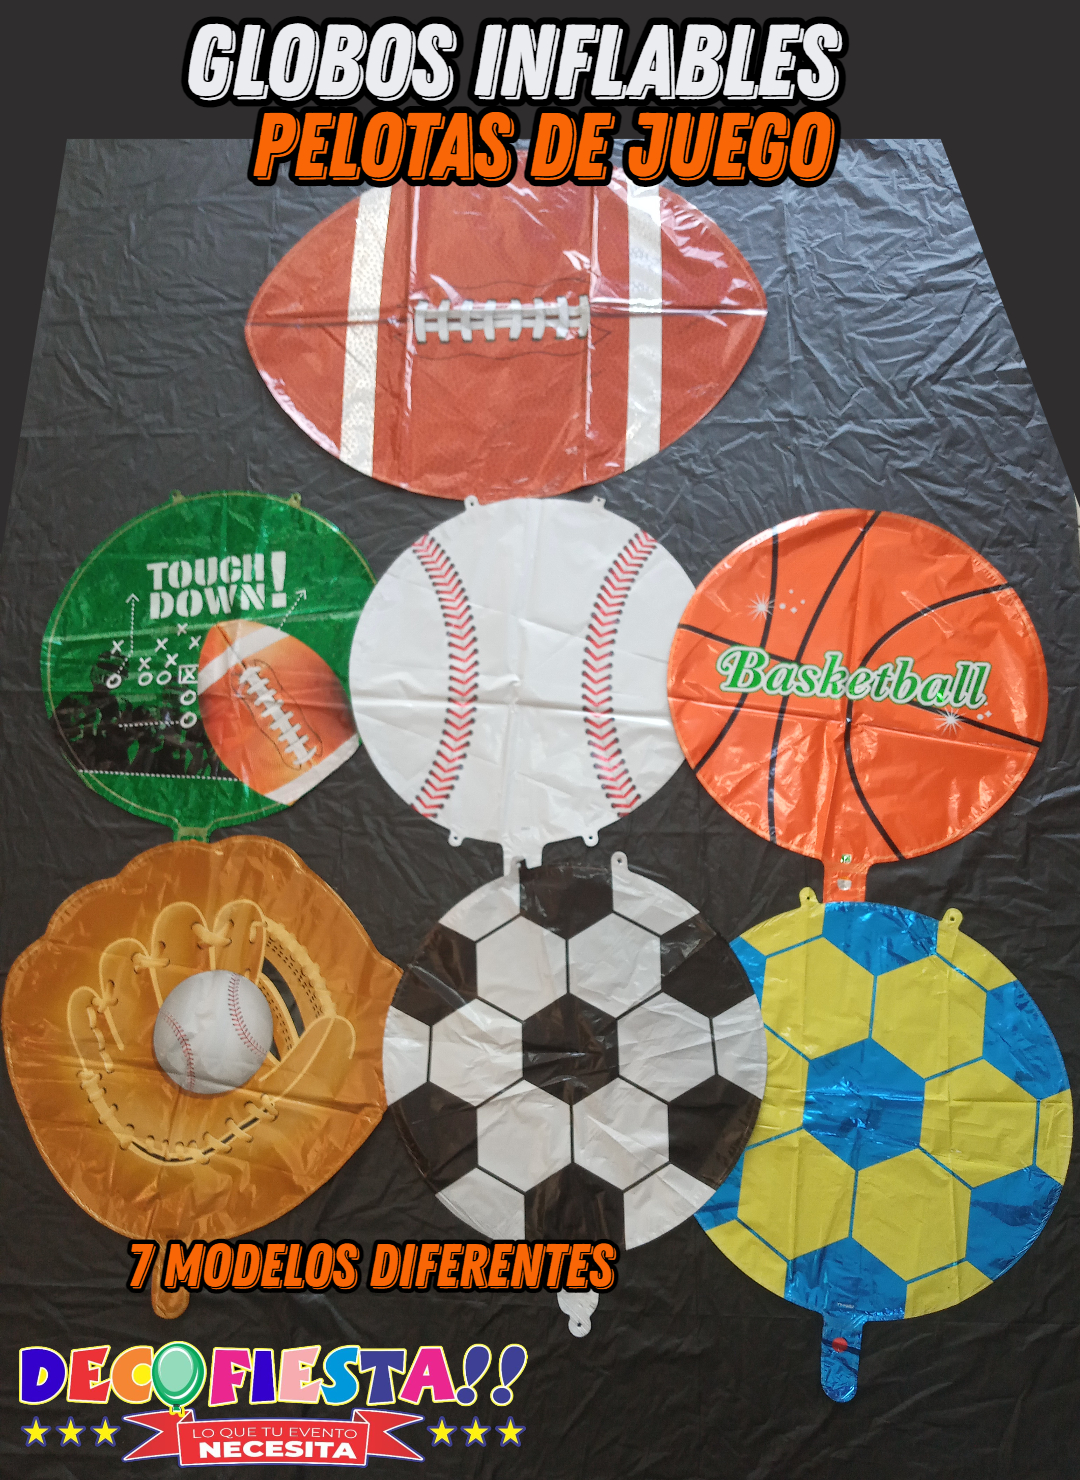 GLOBOS INFLABLES
PELOTAS DE JUEGO
TOUCH
DOWN!
Basketball
7 MODELOS DIFERENTES
DECOFIESTA!!
LO QUE TU EVENTO
NECESITA